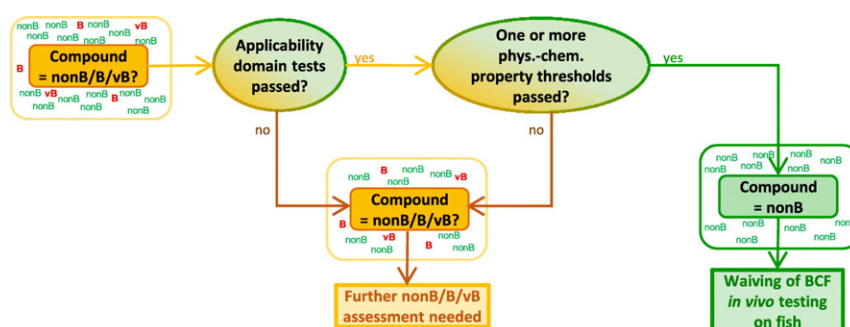 nonB nonB B nonB vB
nonB nonB nonB nonB
B
Compound
= nonB/B/vB?
nonB vB nonB B nonB
nonB nonB nonB
Applicability
domain tests
passed?
yes
One or more
phys.-chem.
property thresholds
passed?
yes
no
no
B nonB
nonB nonB nonB vB
Compound
= nonB/B/vB?
B
nonB vB nonB
nonB B nonB
Further nonB/B/vB
assessment needed
nonB
nonB nonB nonB
nonB nonB nonB
Compound
= nonB
nonB nonB nonB nonB
nonB nonB nonB
Waiving of BCF
in vivo testing
on fish